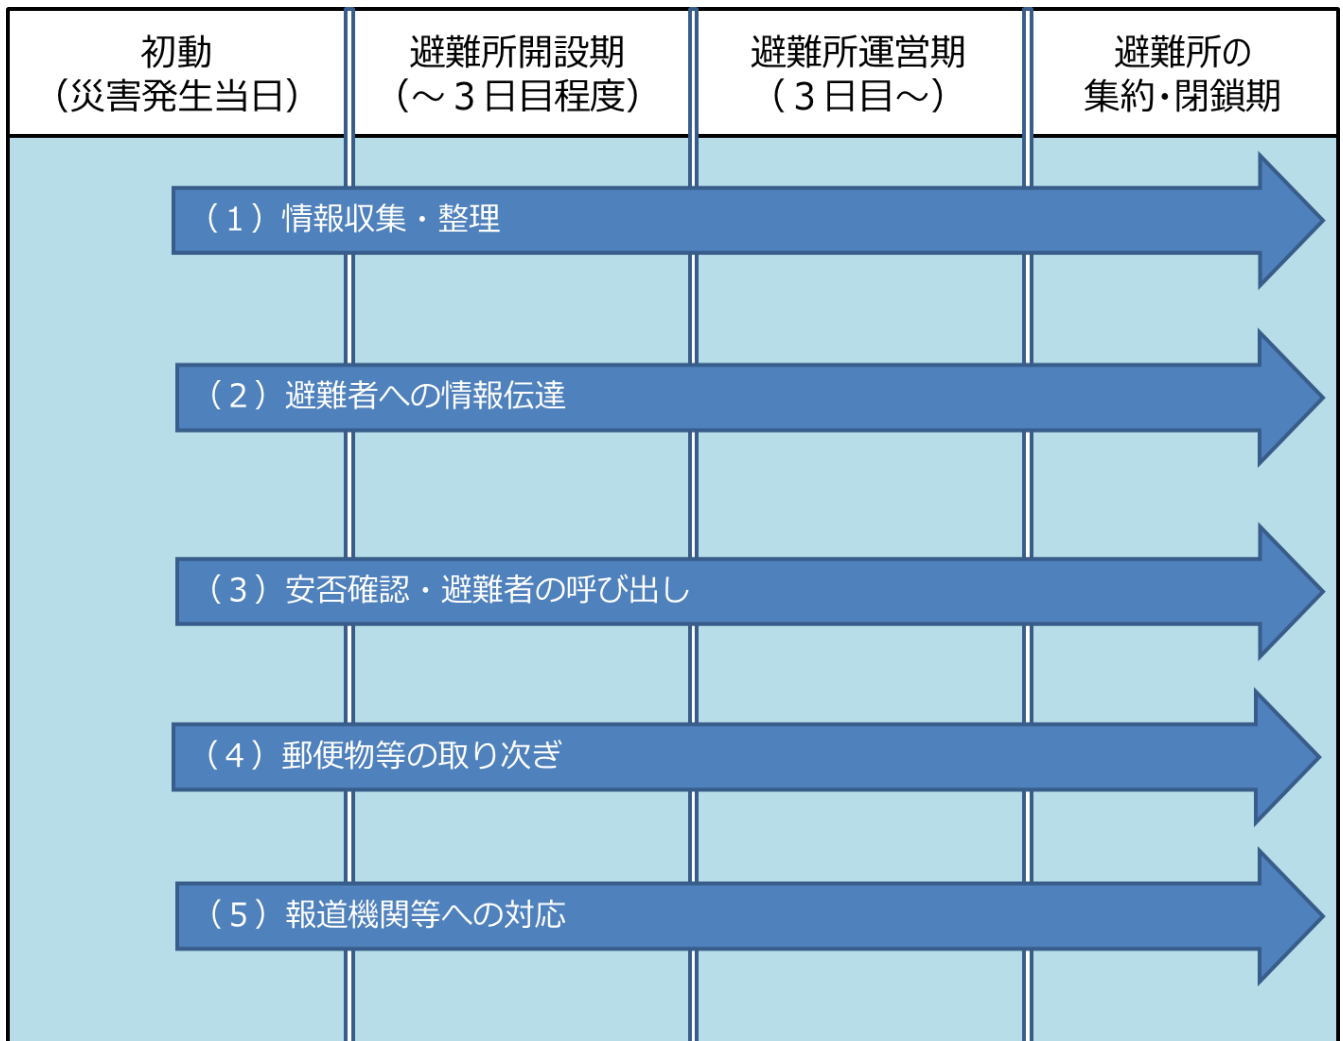 初動
（災害発生当日）
避難所開設期
（～３日目程度）
避難所運営期
（３日目～）
避難所の
集約･閉鎖期
（１）情報収集・整理
（２）避難者への情報伝達
（３）安否確認・避難者の呼び出し
（４）郵便物等の取り次ぎ
（５）報道機関等への対応